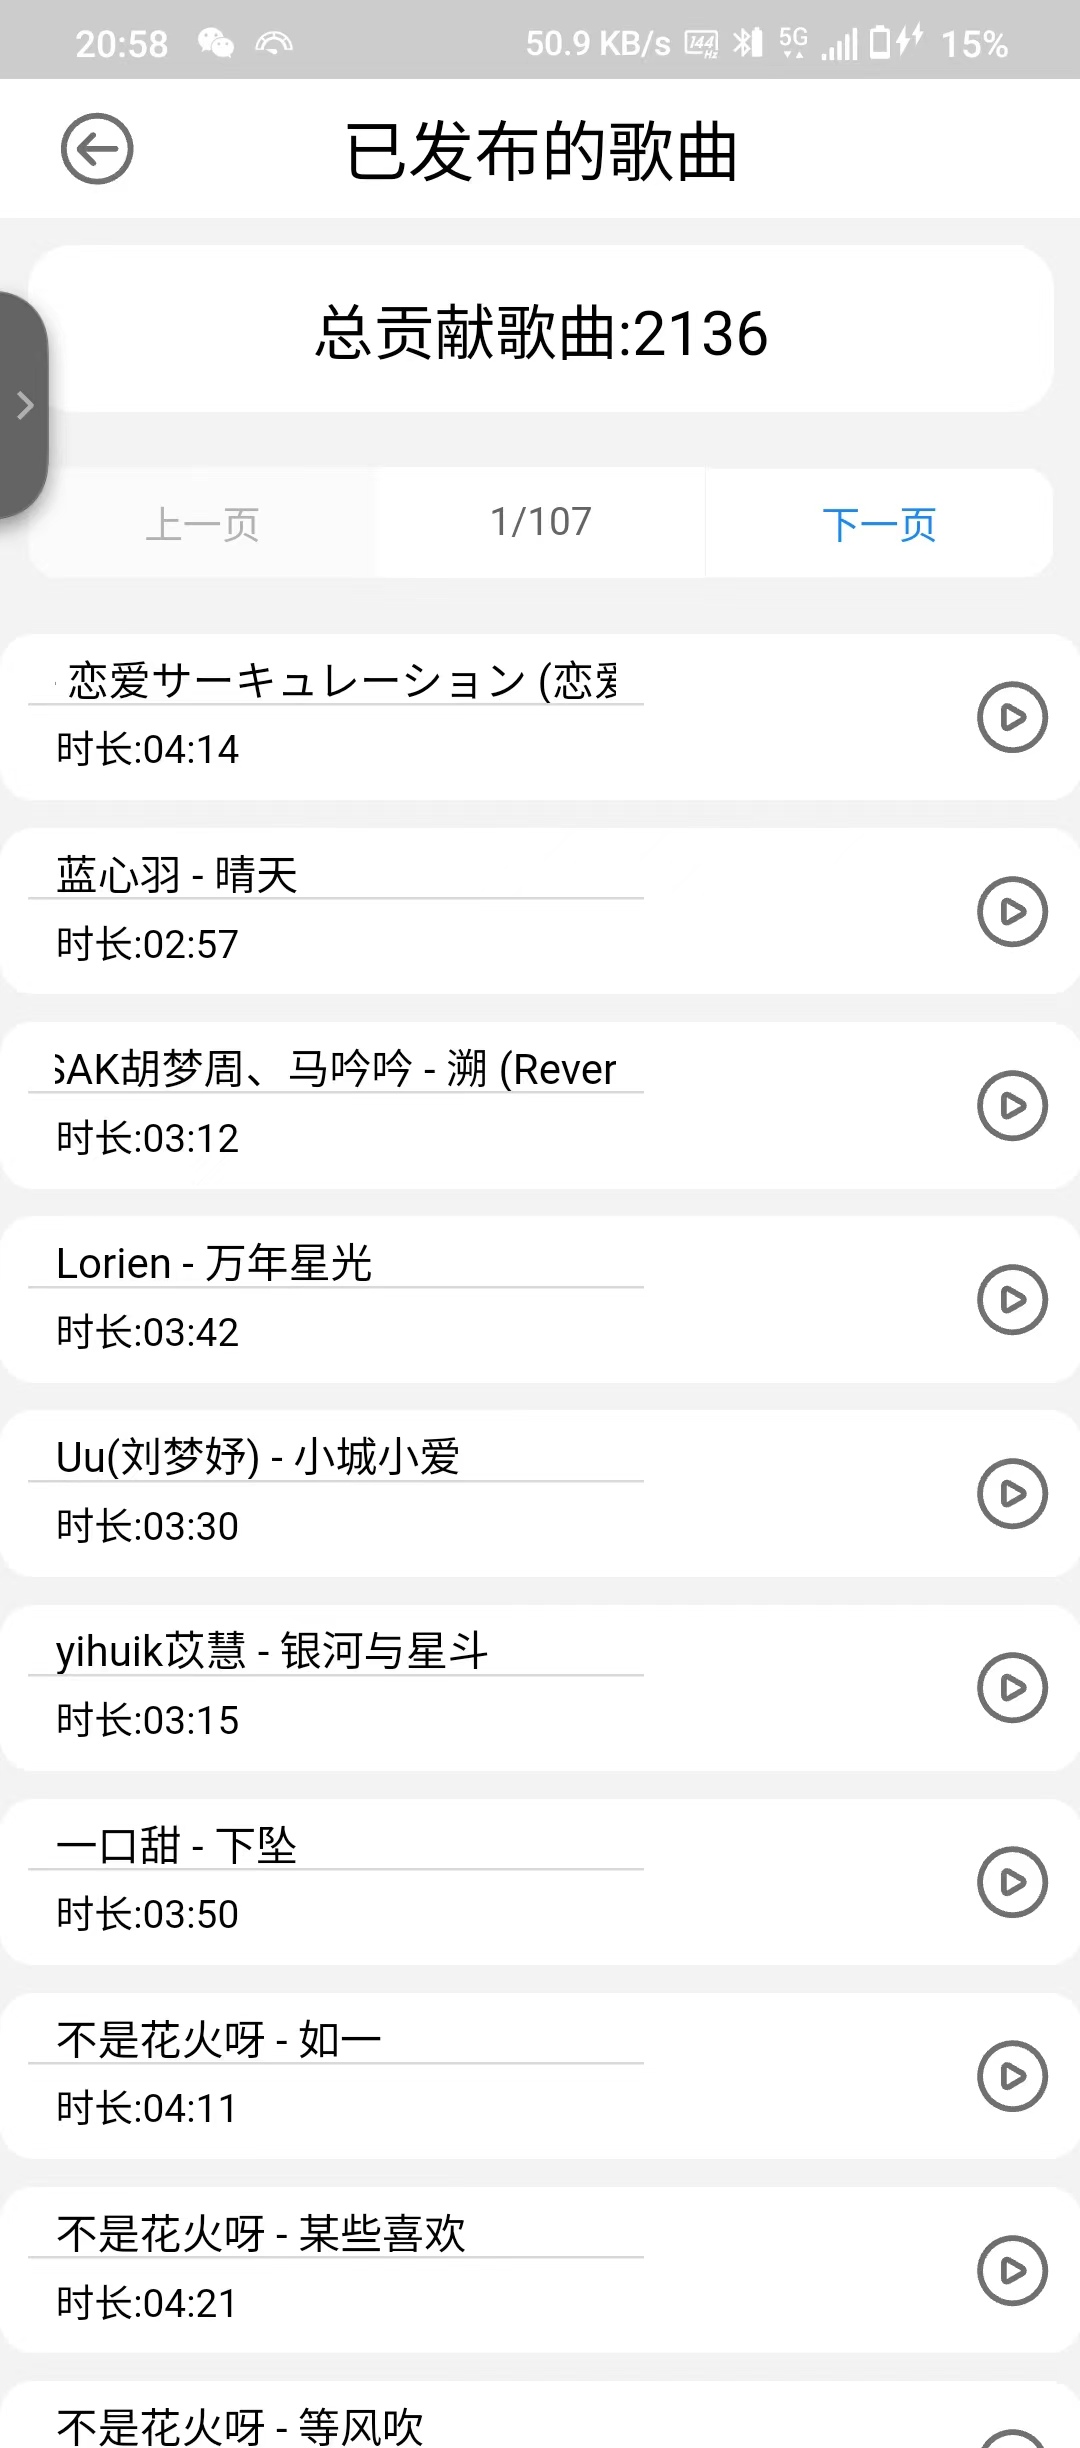 20:58 50.9 KB/s 144 Hz 5G 15%
已发布的歌曲
总贡献歌曲:2136
上一页 1/107 下一页
- 恋爱サーキュレーション (恋爱
时长:04:14
蓝心羽 - 晴天
时长:02:57
SAK胡梦周、马吟吟 - 溯 (Rever
时长:03:12
Lorien - 万年星光
时长:03:42
Uu(刘梦妤) - 小城小爱
时长:03:30
yihuik苡慧 - 银河与星斗
时长:03:15
一口甜 - 下坠
时长:03:50
不是花火呀 - 如一
时长:04:11
不是花火呀 - 某些喜欢
时长:04:21
不是花火呀 - 等风吹